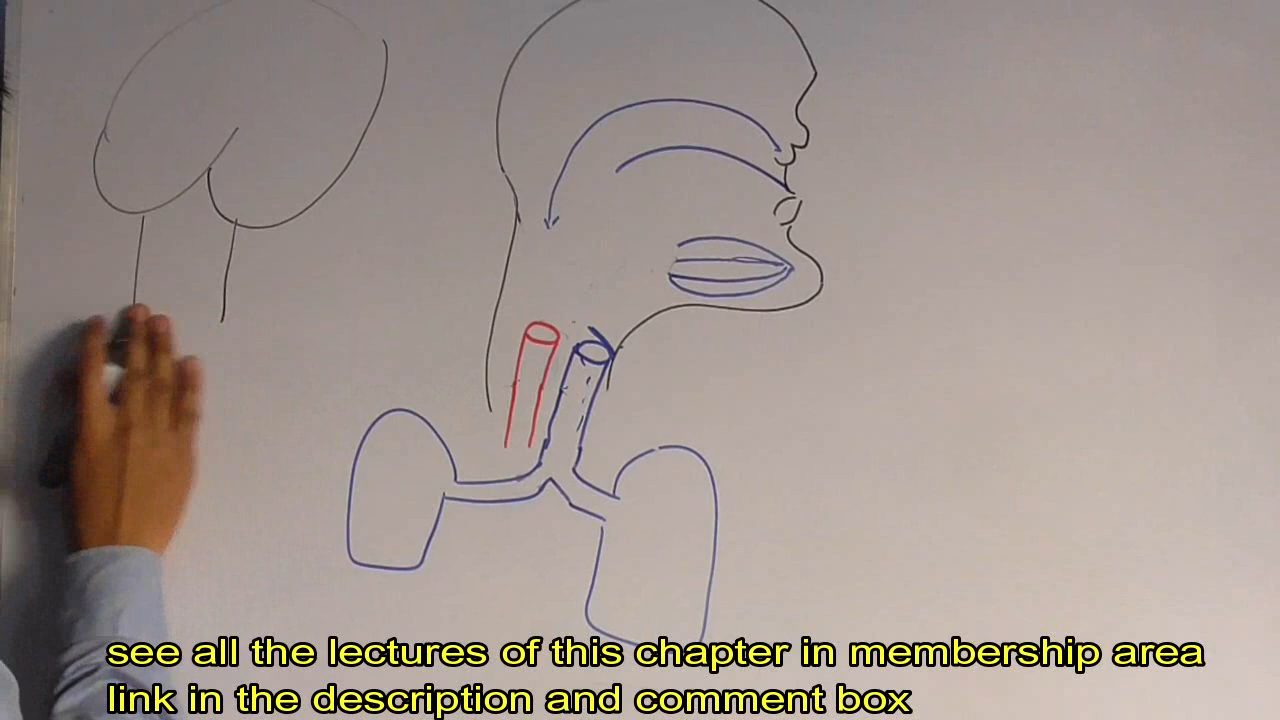 see all the lectures of this chapter in membership area
link in the description and comment box